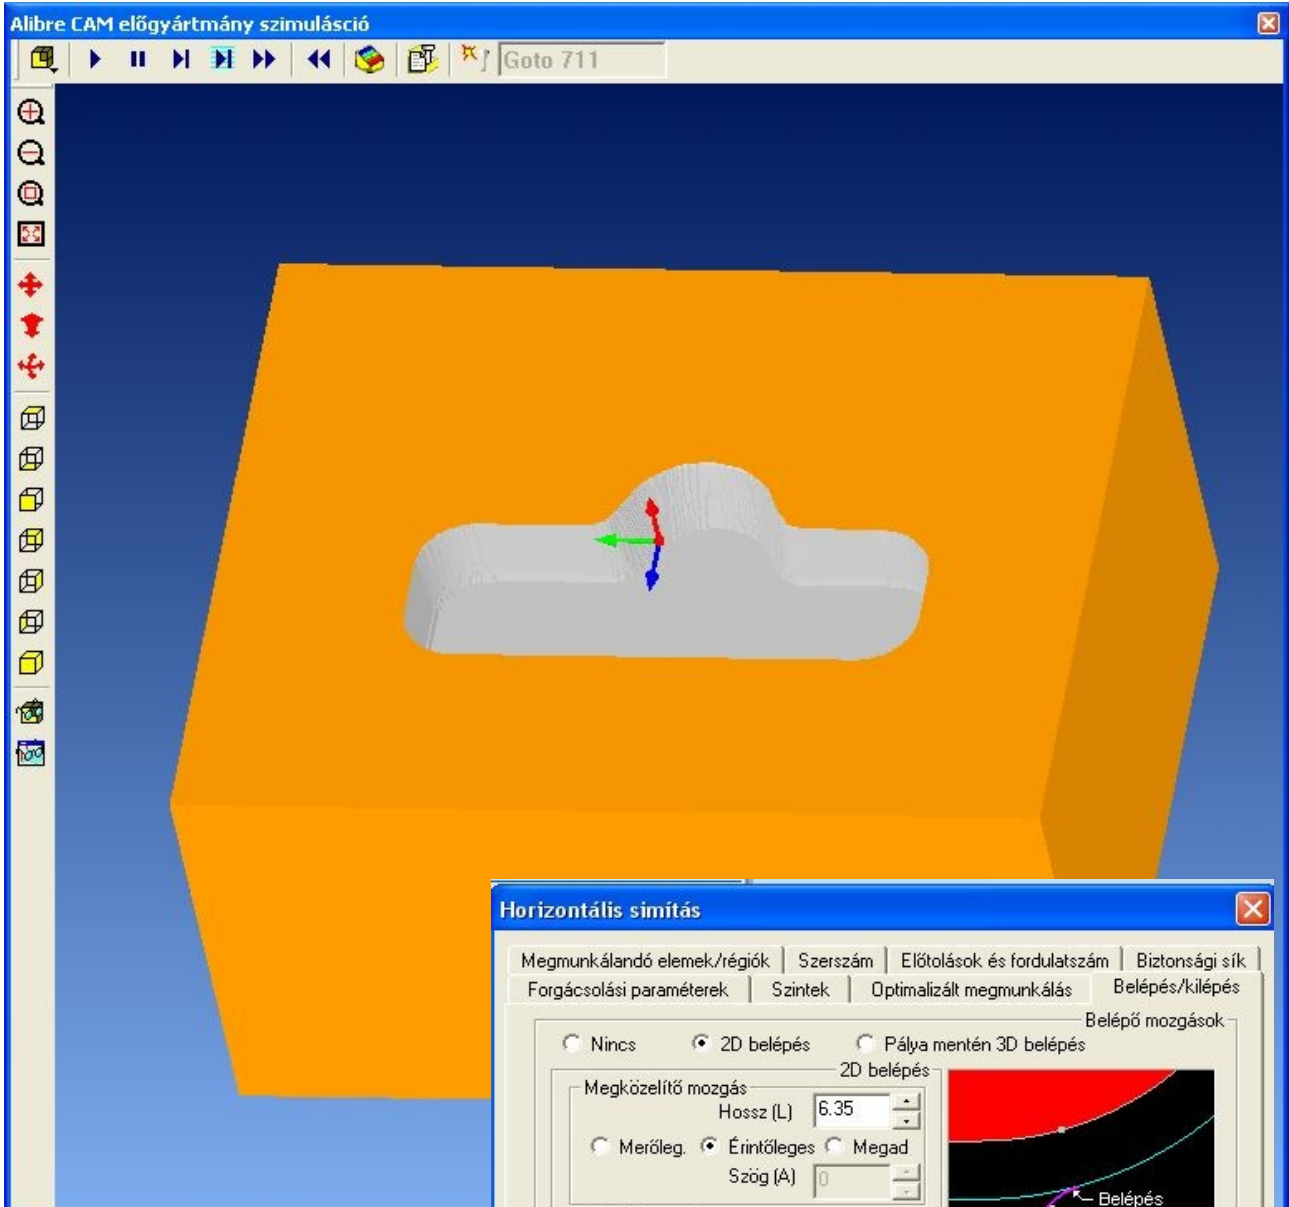 Alibre CAM előgyártmány szimulásció
Goto 711
Horizontális simítás
Megmunkálandó elemek/régiók Szerszám Előtolások és fordulatszám Biztonsági sík
Forgácsolási paraméterek Szintek Optimalizált megmunkálás Belépés/kilépés
Belépő mozgások
Nincs 2D belépés Pálya mentén 3D belépés
2D belépés
Megközelítő mozgás
Hossz (L) 6.35
Merőleg. Érintőleges Megad
Szög (A) 0
Belépés